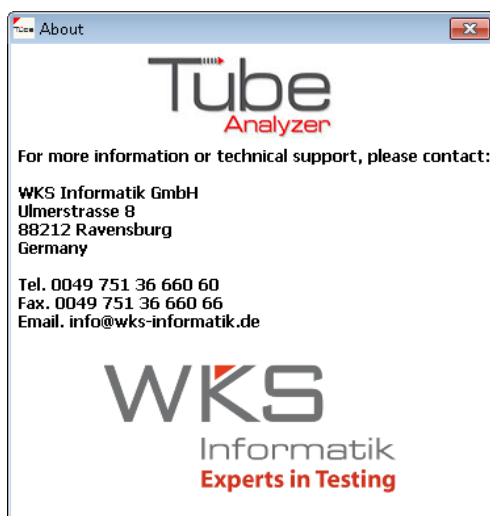 About
Tube
Analyzer
For more information or technical support, please contact:
WKS Informatik GmbH
Ulmerstrasse 8
88212 Ravensburg
Germany
Tel. 0049 751 36 660 60
Fax. 0049 751 36 660 66
Email. info@wks-informatik.de
WKS
Informatik
Experts in Testing